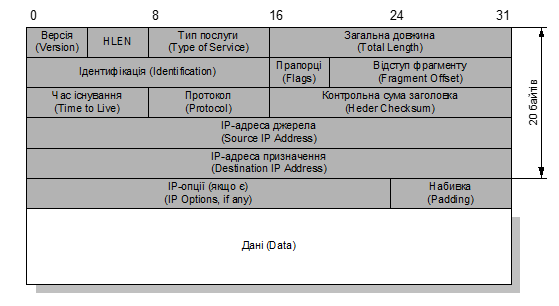 0 8 16 24 31
Версія
(Version)
HLEN
Тип послуги
(Type of Service)
Загальна довжина
(Total Length)
Ідентифікація (Identification)
Прапорці
(Flags)
Відступ фрагменту
(Fragment Offset)
Час існування
(Time to Live)
Протокол
(Protocol)
Контрольна сума заголовка
(Heder Checksum)
IP-адреса джерела
(Source IP Address)
IP-адреса призначення
(Destination IP Address)
IP-опції (якщо є)
(IP Options, if any)
Набивка
(Padding)
Дані (Data)
20 байтів